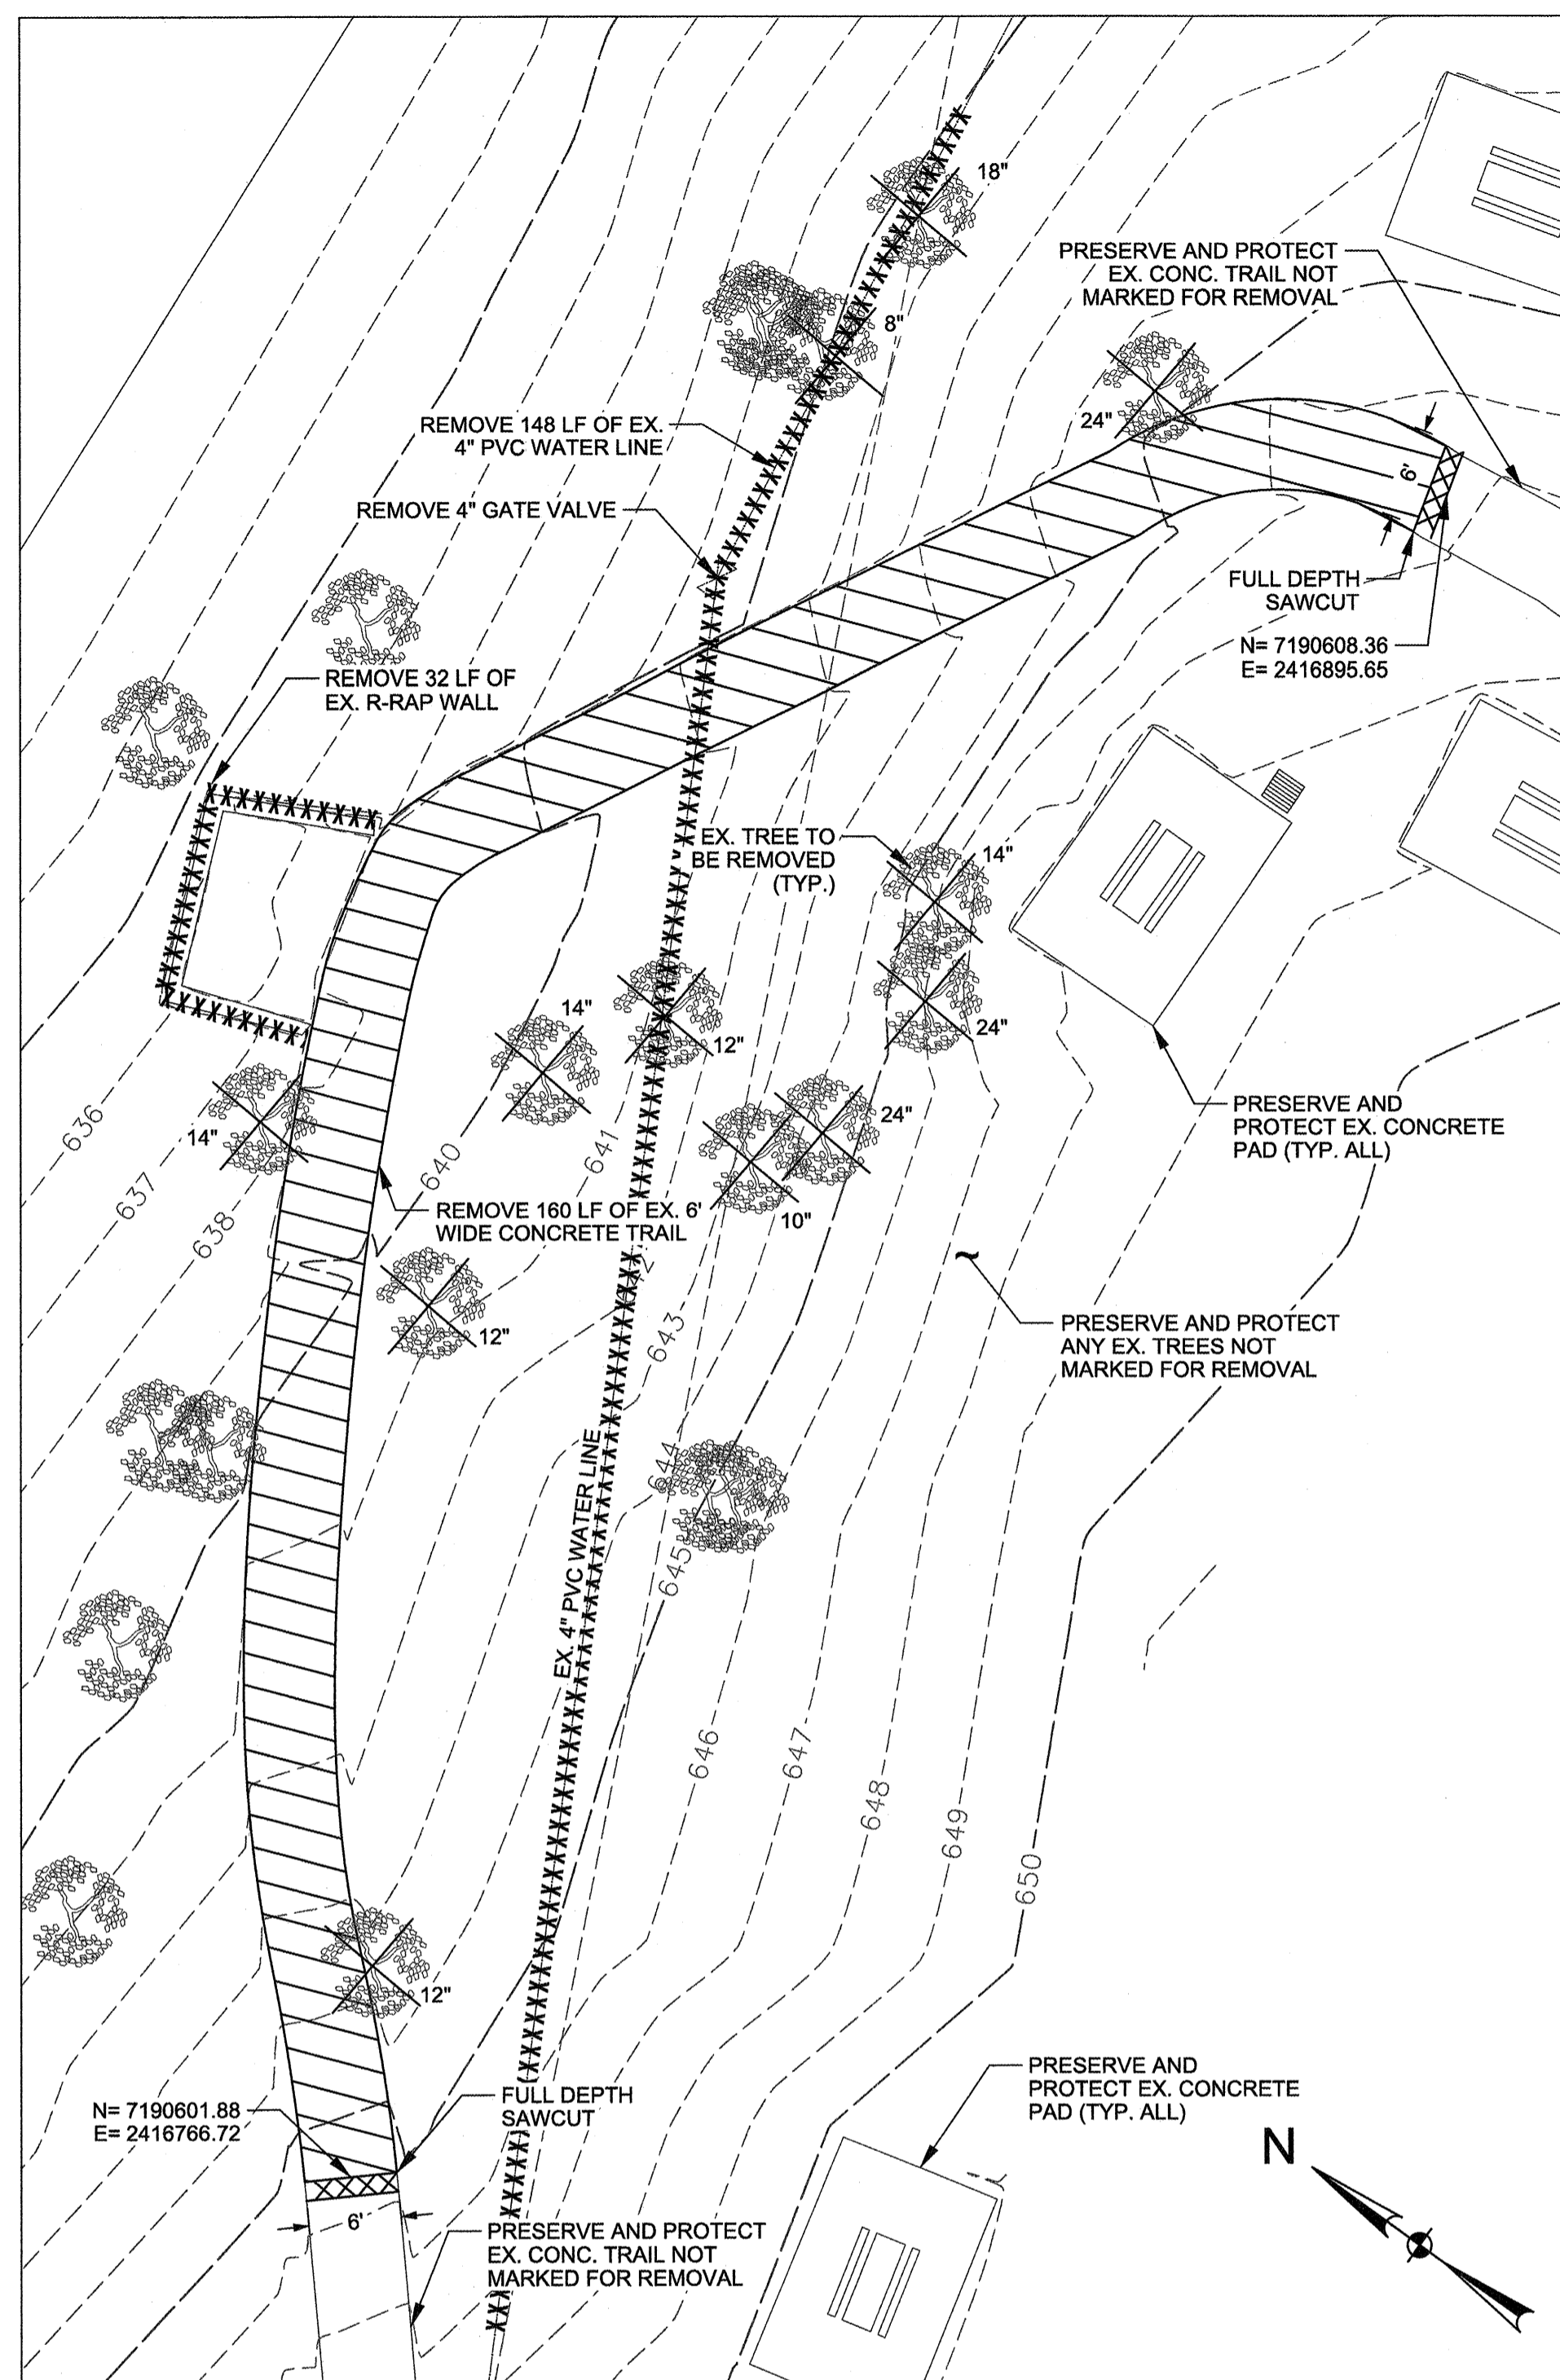 18"
PRESERVE AND PROTECT
EX. CONC. TRAIL NOT
MARKED FOR REMOVAL
8"
24"
REMOVE 148 LF OF EX.
4" PVC WATER LINE
6'
REMOVE 4" GATE VALVE
FULL DEPTH
SAWCUT
N= 7190608.36
E= 2416895.65
REMOVE 32 LF OF
EX. R-RAP WALL
EX. TREE TO
BE REMOVED
(TYP.)
14"
14"
12"
24"
PRESERVE AND
PROTECT EX. CONCRETE
PAD (TYP. ALL)
24"
636
14"
640
641
637
10"
638
REMOVE 160 LF OF EX. 6'
WIDE CONCRETE TRAIL
12"
643
PRESERVE AND PROTECT
ANY EX. TREES NOT
MARKED FOR REMOVAL
644
EX. 4" PVC WATER LINE
645
646
647
648
649
650
12"
PRESERVE AND
PROTECT EX. CONCRETE
PAD (TYP. ALL)
FULL DEPTH
SAWCUT
N= 7190601.88
E= 2416766.72
N
6'
PRESERVE AND PROTECT
EX. CONC. TRAIL NOT
MARKED FOR REMOVAL